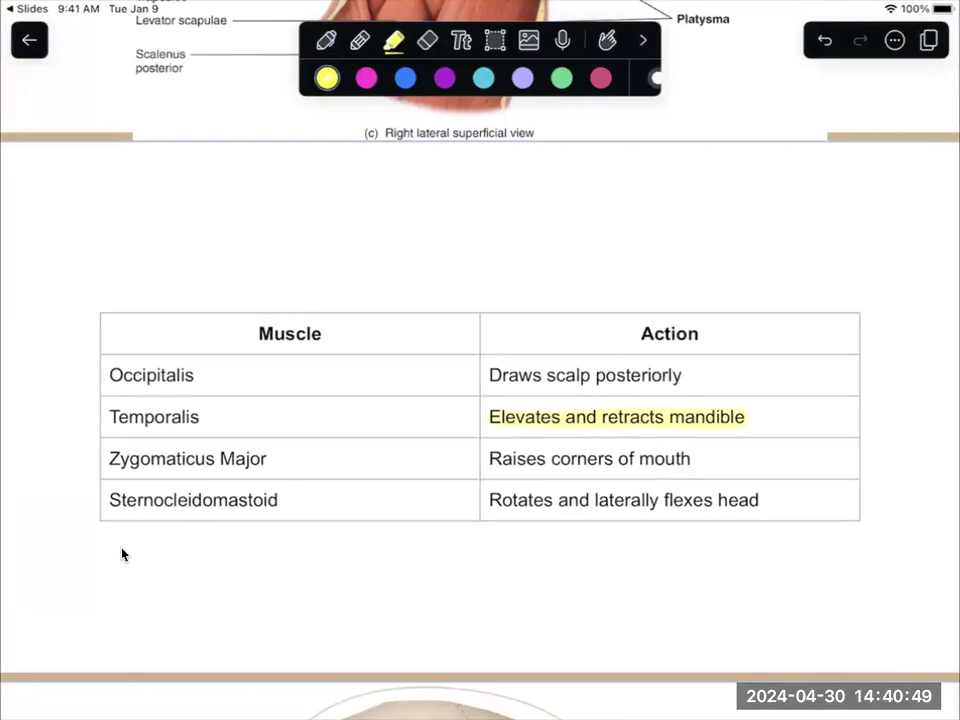 Slides 9:41 AM Tue Jan 9 100%
Levator scapulae
Platysma
Scalenus
posterior
Tt
(c) Right lateral superficial view
Muscle Action
Occipitalis Draws scalp posteriorly
Temporalis Elevates and retracts mandible
Zygomaticus Major Raises corners of mouth
Sternocleidomastoid Rotates and laterally flexes head
2024-04-30 14:40:49